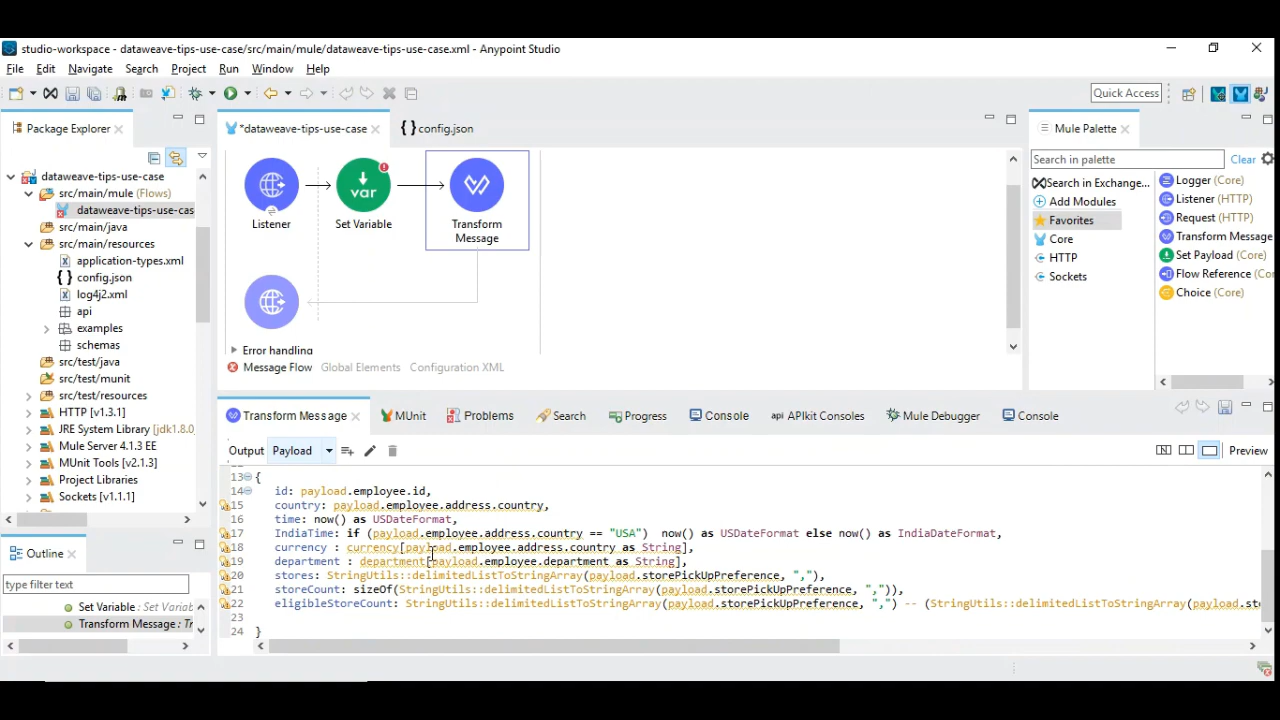 studio-workspace - dataweave-tips-use-case/src/main/mule/dataweave-tips-use-case.xml - Anypoint Studio
File Edit Navigate Search Project Run Window Help
Quick Access
Package Explorer
dataweave-tips-use-case
src/main/mule (Flows)
dataweave-tips-use-cas
src/main/java
src/main/resources
application-types.xml
config.json
log4j2.xml
api
examples
schemas
src/test/java
src/test/munit
src/test/resources
HTTP [v1.3.1]
JRE System Library [jdk1.8.0_
Mule Server 4.1.3 EE
MUnit Tools [v2.1.3]
Project Libraries
Sockets [v1.1.1]
Outline
type filter text
Set Variable : Set Variab
Transform Message : Tr
*dataweave-tips-use-case
{ } config.json
var
Listener
Set Variable
Transform
Message
Error handling
Message Flow Global Elements Configuration XML
Mule Palette
Search in palette
Clear
Search in Exchange...
Add Modules
Favorites
Core
HTTP
Sockets
Logger (Core)
Listener (HTTP)
Request (HTTP)
Transform Message
Set Payload (Core)
Flow Reference (Core)
Choice (Core)
Transform Message MUnit Problems Search Progress Console api APIkit Consoles Mule Debugger Console
Output Payload
Preview
13 {
14 id: payload.employee.id,
15 country: payload.employee.address.country,
16 time: now() as USDateFormat,
17 IndiaTime: if (payload.employee.address.country == "USA") now() as USDateFormat else now() as IndiaDateFormat,
18 currency : currency[payload.employee.address.country as String],
19 department : department[payload.employee.department as String],
20 stores: StringUtils::delimitedListToStringArray(payload.storePickUpPreference, ","),
21 storeCount: sizeOf(StringUtils::delimitedListToStringArray(payload.storePickUpPreference, ",")),
22 eligibleStoreCount: StringUtils::delimitedListToStringArray(payload.storePickUpPreference, ",") -- (StringUtils::delimitedListToStringArray(payload.sto
23
24 }